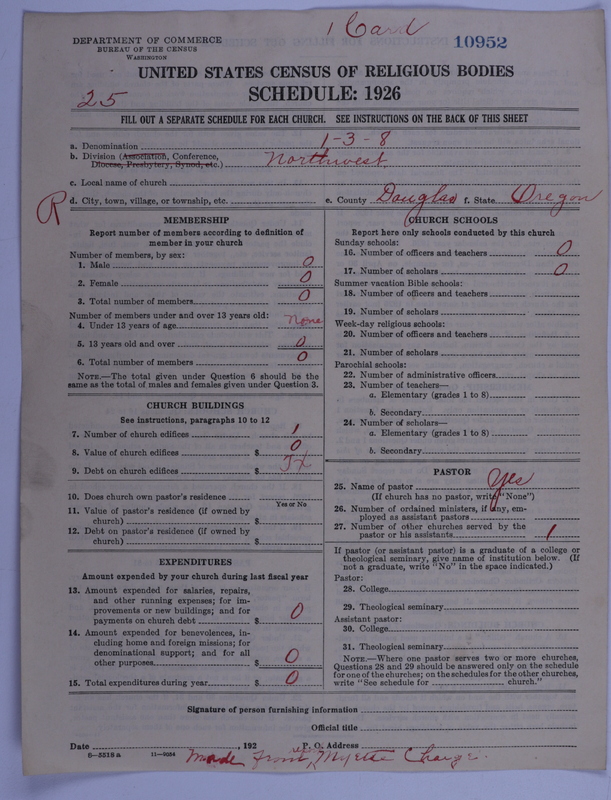 1 Card
DEPARTMENT OF COMMERCE
BUREAU OF THE CENSUS
WASHINGTON
10952
UNITED STATES CENSUS OF RELIGIOUS BODIES
25
SCHEDULE: 1926
FILL OUT A SEPARATE SCHEDULE FOR EACH CHURCH. SEE INSTRUCTIONS ON THE BACK OF THIS SHEET
a. Denomination 1-3-8
b. Division (Association, Conference, Diocese, Presbytery, Synod, etc.) Northwest
c. Local name of church
R d. City, town, village, or township, etc. e. County Douglas f. State Oregon
MEMBERSHIP
Report number of members according to definition of
member in your church
Number of members, by sex:
1. Male 0
2. Female 0
3. Total number of members 0
Number of members under and over 13 years old:
4. Under 13 years of age None
5. 13 years old and over 0
6. Total number of members 0
NOTE.—The total given under Question 6 should be the
same as the total of males and females given under Question 3.
CHURCH BUILDINGS
See instructions, paragraphs 10 to 12
7. Number of church edifices 1
8. Value of church edifices $ 0
9. Debt on church edifices $
10. Does church own pastor's residence
Yes or No
11. Value of pastor's residence (if owned by
church) $
12. Debt on pastor's residence (if owned by
church) $
EXPENDITURES
Amount expended by your church during last fiscal year
13. Amount expended for salaries, repairs,
and other running expenses; for im-
provements or new buildings; and for
payments on church debt $ 0
14. Amount expended for benevolences, in-
cluding home and foreign missions; for
denominational support; and for all
other purposes $ 0
15. Total expenditures during year $ 0
CHURCH SCHOOLS
Report here only schools conducted by this church
Sunday schools:
16. Number of officers and teachers 0
17. Number of scholars 0
Summer vacation Bible schools:
18. Number of officers and teachers
19. Number of scholars
Week-day religious schools:
20. Number of officers and teachers
21. Number of scholars
Parochial schools:
22. Number of administrative officers
23. Number of teachers—
a. Elementary (grades 1 to 8)
b. Secondary
24. Number of scholars—
a. Elementary (grades 1 to 8)
b. Secondary
PASTOR
25. Name of pastor Yes
(If church has no pastor, write "None")
26. Number of ordained ministers, if any, em-
ployed as assistant pastors
27. Number of other churches served by the
pastor or his assistants 1
If pastor (or assistant pastor) is a graduate of a college or
theological seminary, give name of institution below. (If
not a graduate, write "No" in the space indicated.)
Pastor:
28. College
29. Theological seminary
Assistant pastor:
30. College
31. Theological seminary
NOTE.—Where one pastor serves two or more churches,
Questions 28 and 29 should be answered only on the schedule
for one of the churches; on the schedules for the other churches,
write "See schedule for church."
Signature of person furnishing information
Official title
Date , 192 P. O. Address
6—5518a 11—9024
made from Myrtle Charge.